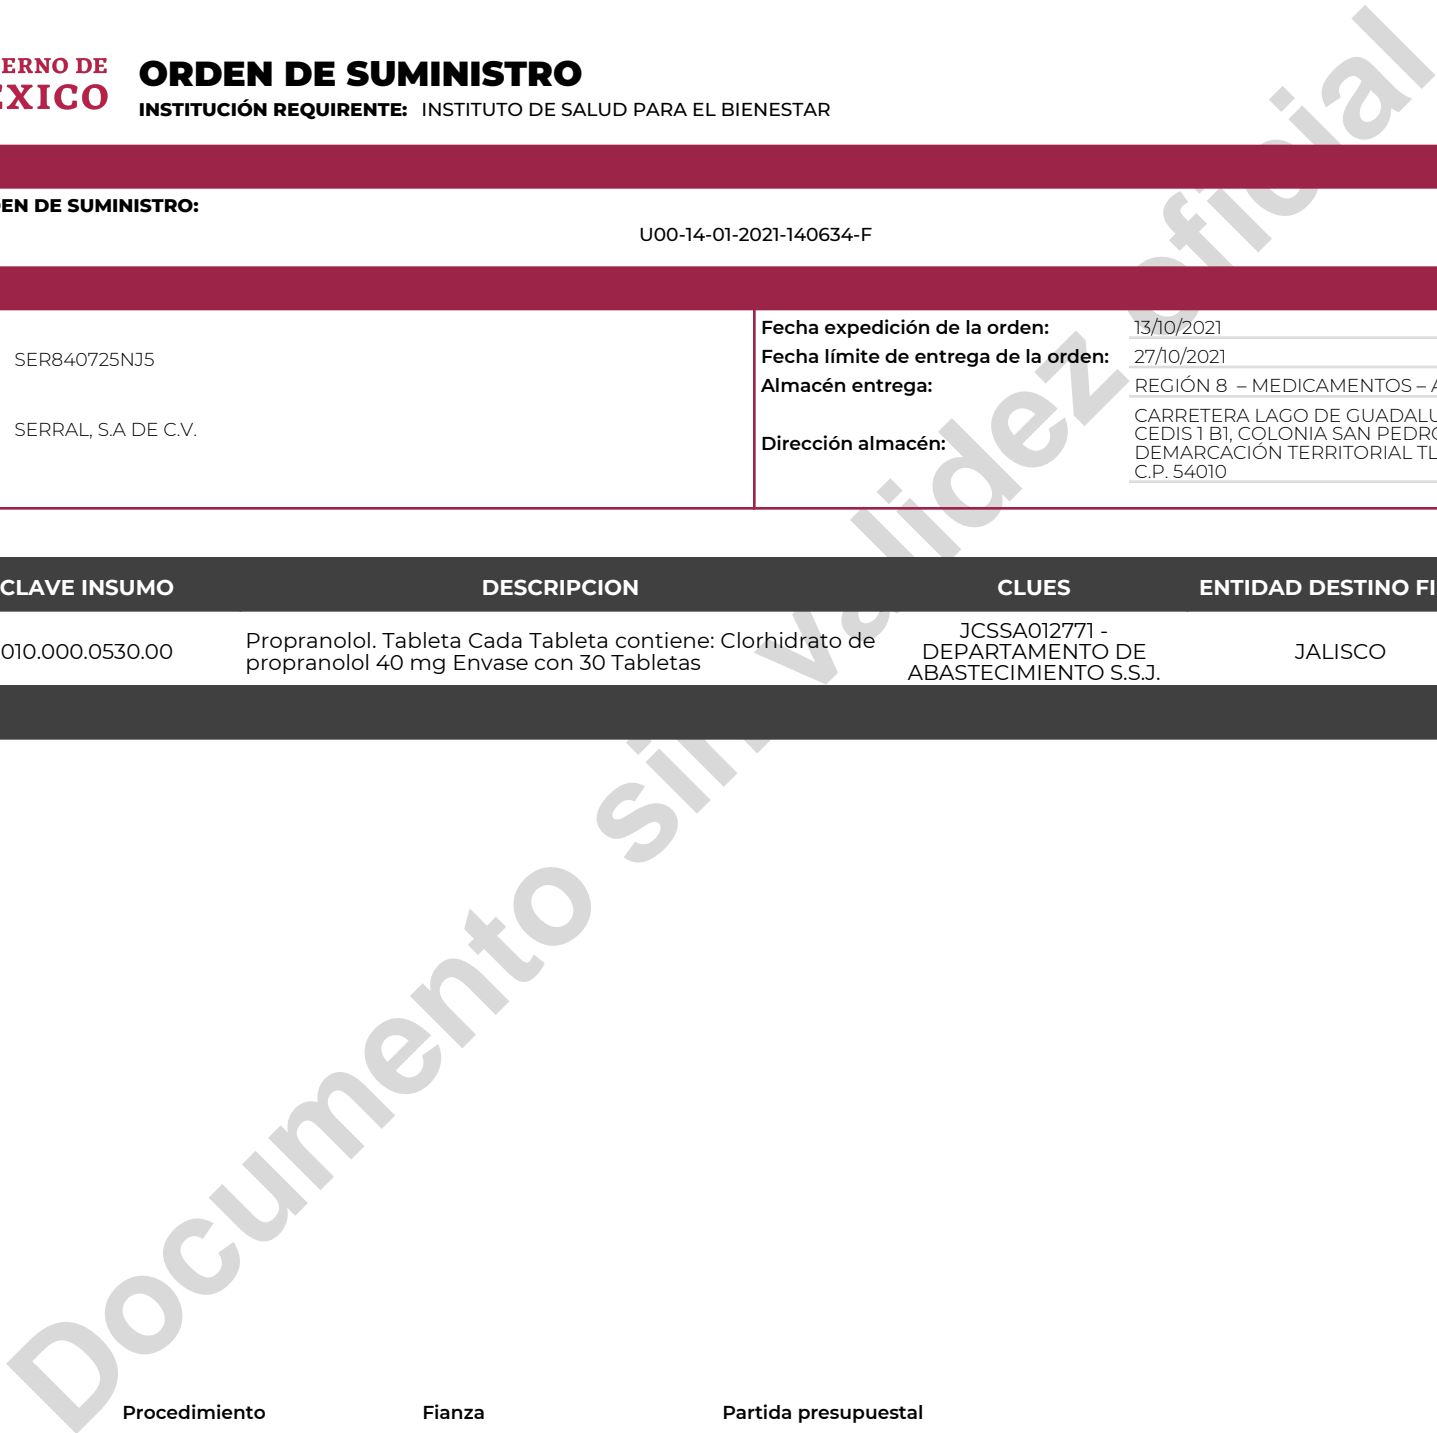 ERNO DE
EXICO
ORDEN DE SUMINISTRO
INSTITUCIÓN REQUIRENTE: INSTITUTO DE SALUD PARA EL BIENESTAR
EN DE SUMINISTRO:
U00-14-01-2021-140634-F
SER840725NJ5
SERRAL, S.A DE C.V.
Fecha expedición de la orden: 13/10/2021
Fecha límite de entrega de la orden: 27/10/2021
Almacén entrega: REGIÓN 8 – MEDICAMENTOS – A
Dirección almacén:
CARRETERA LAGO DE GUADALU
CEDIS 1 B1, COLONIA SAN PEDRO
DEMARCACIÓN TERRITORIAL TL
C.P. 54010
CLAVE INSUMO DESCRIPCION CLUES ENTIDAD DESTINO FI
010.000.0530.00
Propranolol. Tableta Cada Tableta contiene: Clorhidrato de
propranolol 40 mg Envase con 30 Tabletas
JCSSA012771 -
DEPARTAMENTO DE
ABASTECIMIENTO S.S.J.
JALISCO
Documento sin validez oficial
Procedimiento Fianza Partida presupuestal